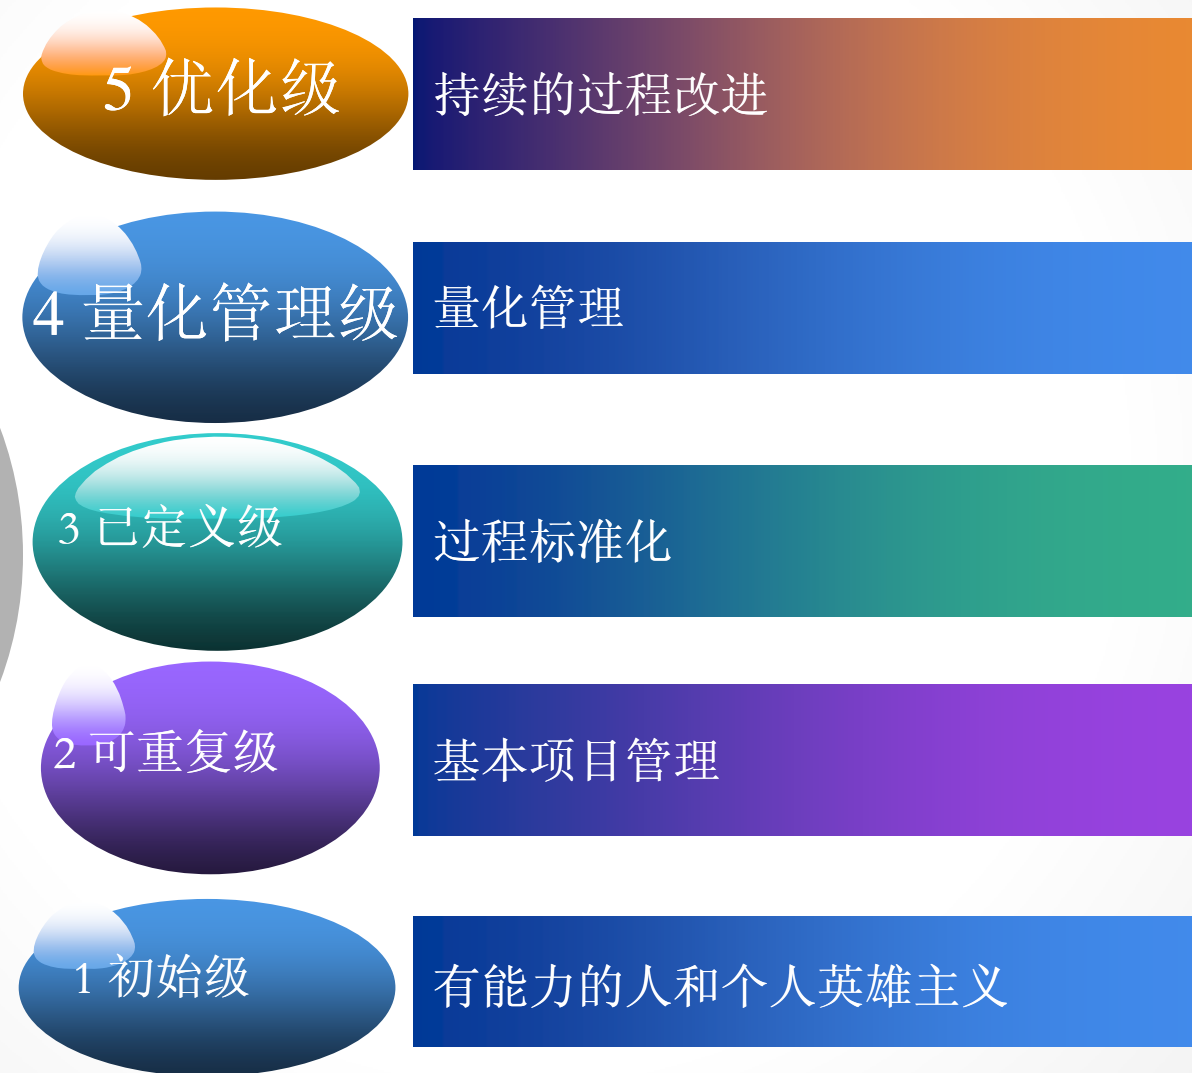 5 优化级
持续的过程改进
4 量化管理级
量化管理
3 已定义级
过程标准化
2 可重复级
基本项目管理
1 初始级
有能力的人和个人英雄主义